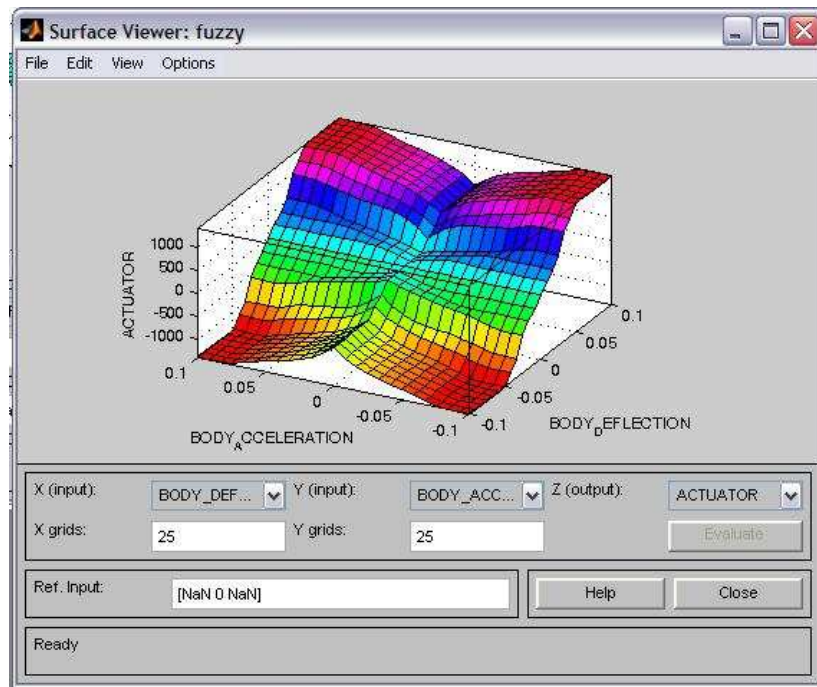 Surface Viewer: fuzzy
File Edit View Options
1000
500
0
-500
-1000
ACTUATOR
0.1
0.05
0
-0.05
-0.1
BODY_ACCELERATION
-0.1
-0.05
0
0.05
0.1
BODY_DEFLECTION
X (input): BODY_DEF... Y (input): BODY_ACC... Z (output): ACTUATOR
X grids: 25 Y grids: 25 Evaluate
Ref. Input: [NaN 0 NaN] Help Close
Ready